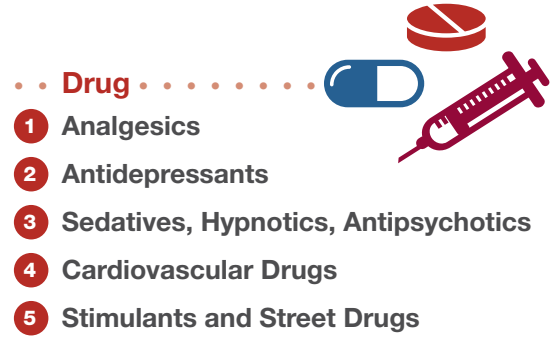 Drug
1 Analgesics
2 Antidepressants
3 Sedatives, Hypnotics, Antipsychotics
4 Cardiovascular Drugs
5 Stimulants and Street Drugs